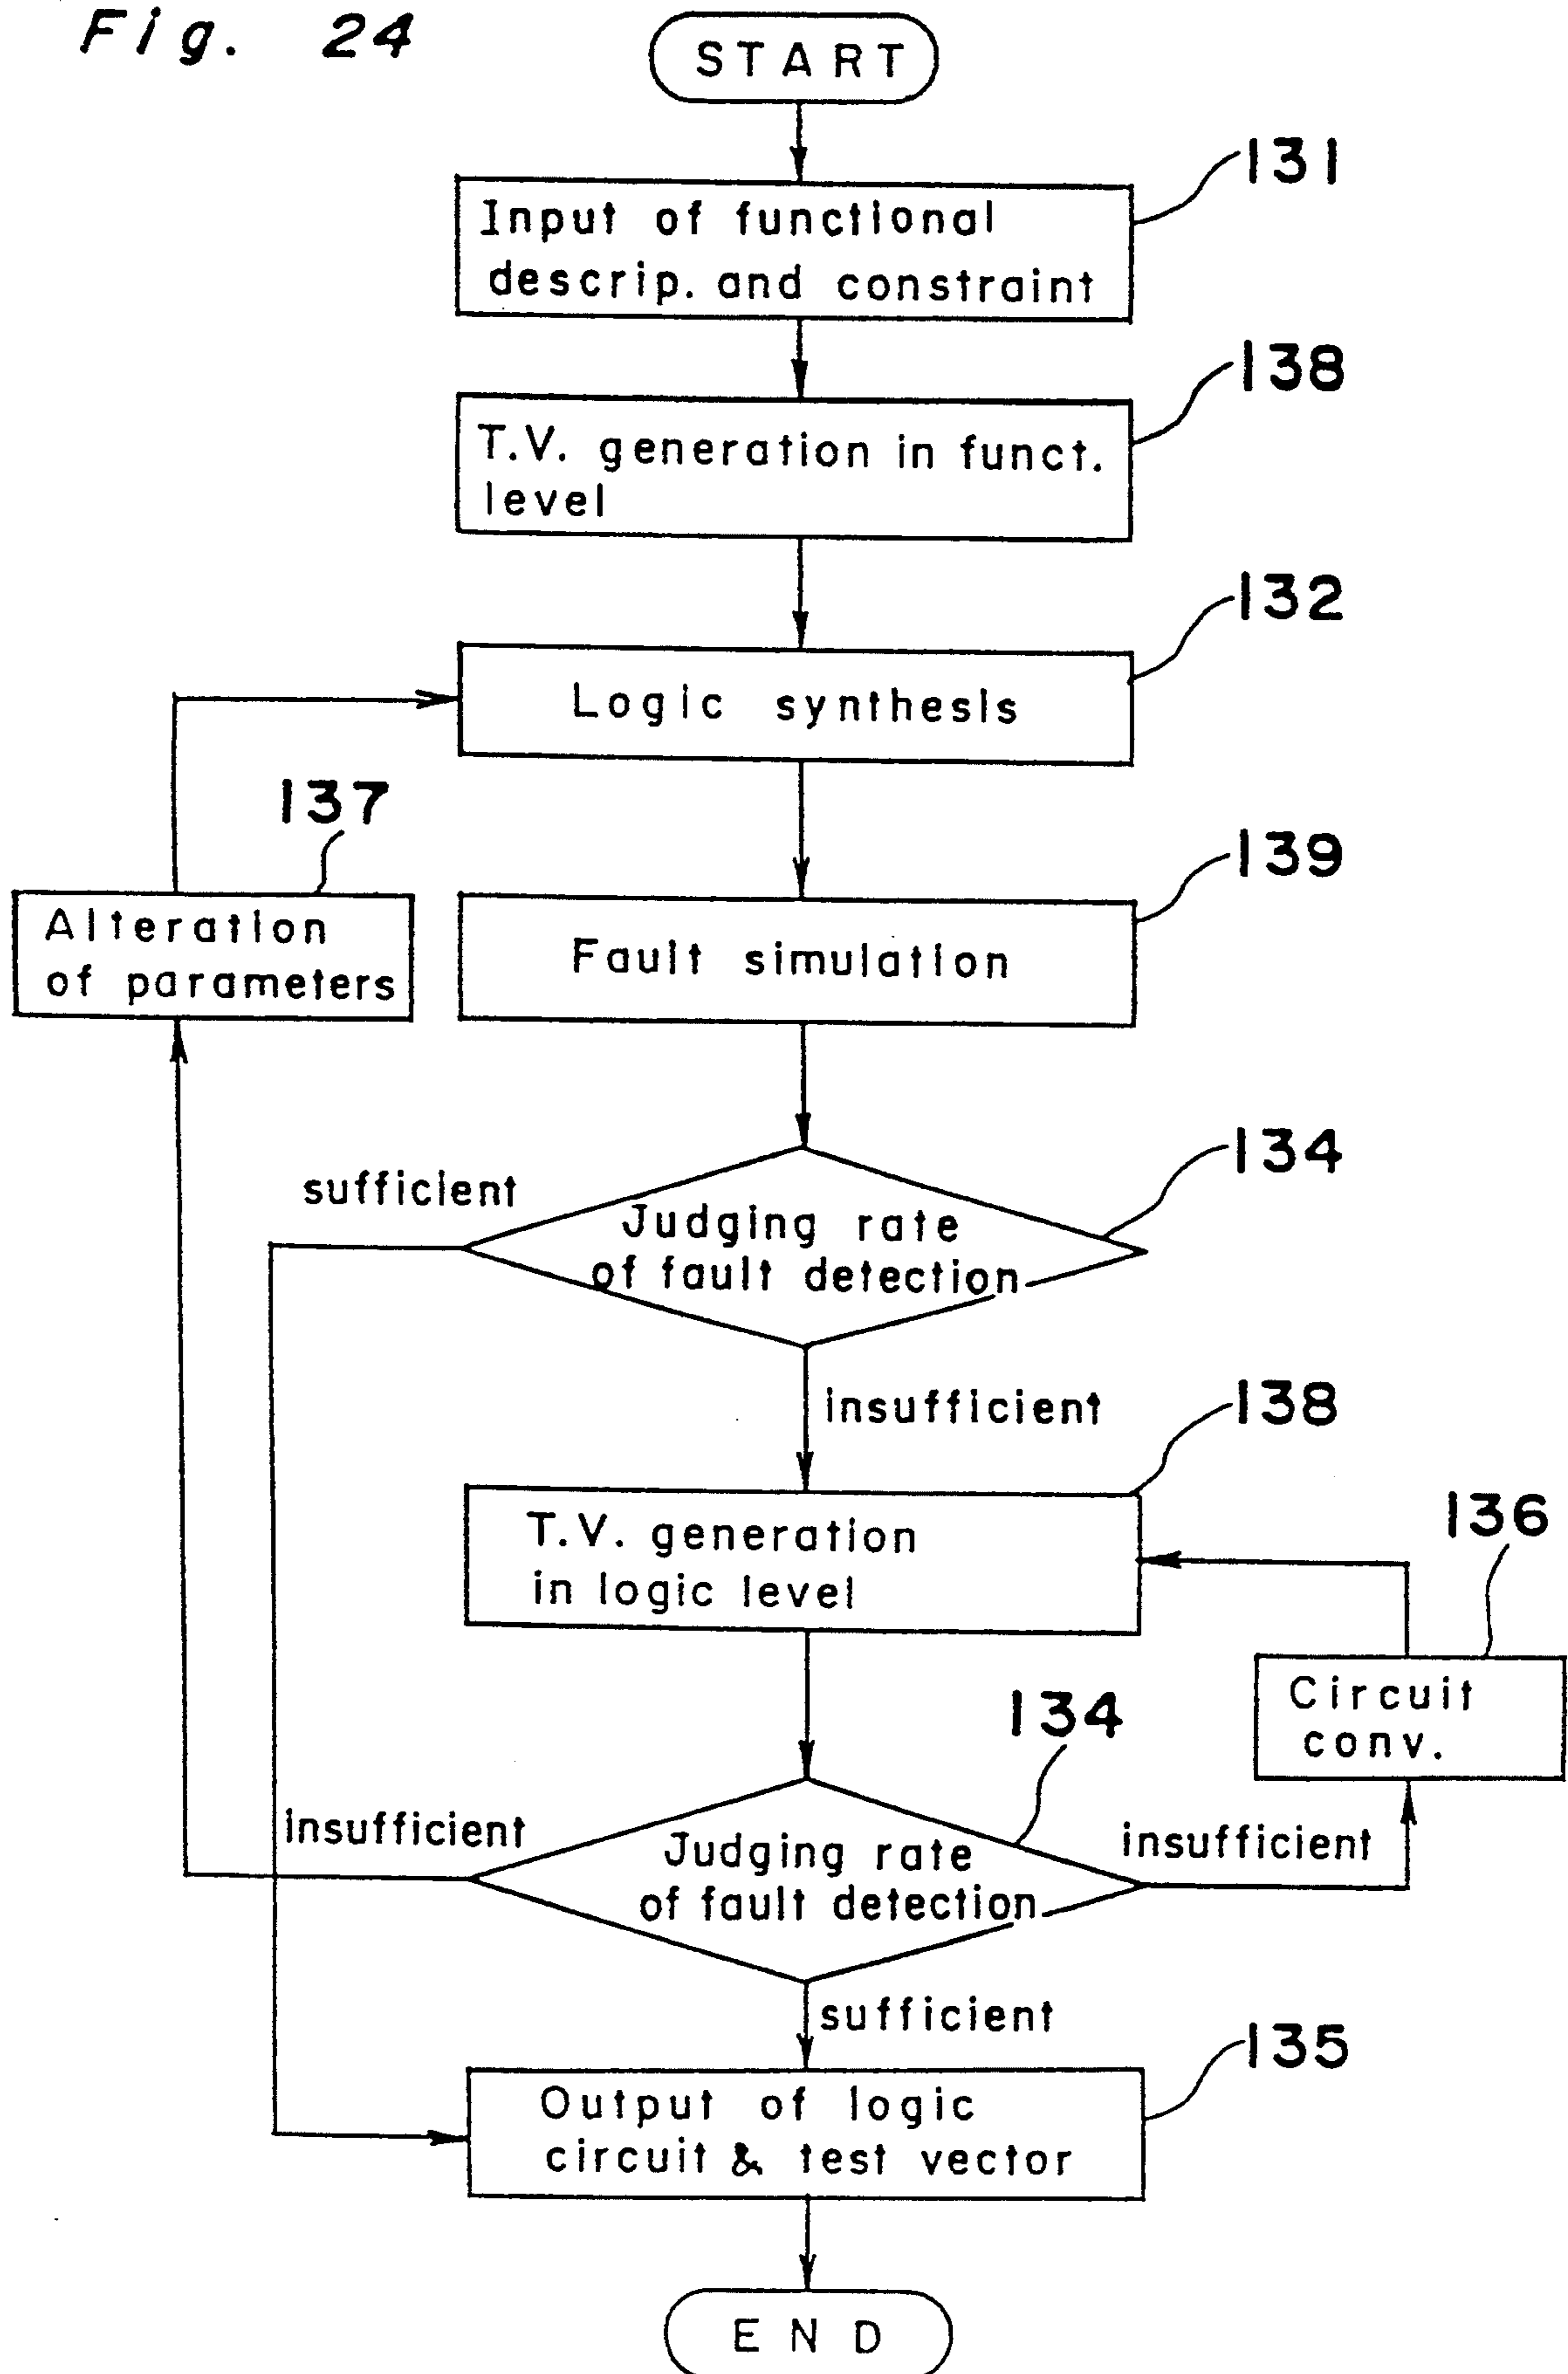 Fig. 24
START
131
Input of functional
descrip. and constraint
138
T.V. generation in funct.
level
132
Logic synthesis
137
139
Alteration
of parameters
Fault simulation
134
sufficient
Judging rate
of fault detection
insufficient
138
T.V. generation
in logic level
136
Circuit
conv.
134
insufficient
Judging rate
of fault detection
insufficient
sufficient
135
Output of logic
circuit & test vector
END